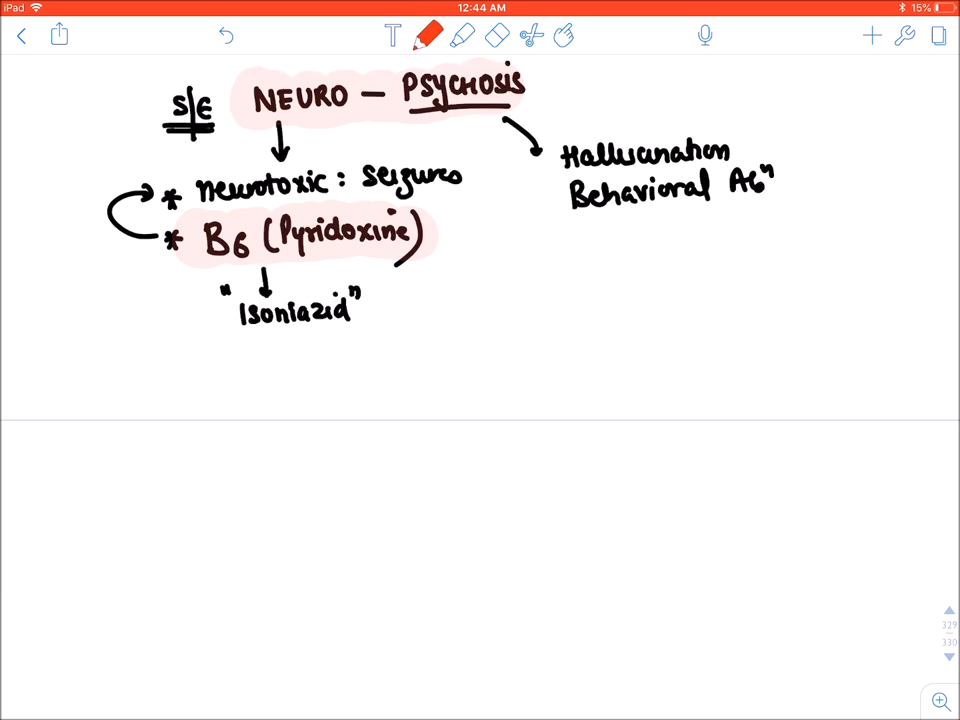 iPad 12:44 AM 15%
T
S/E NEURO – PSYCHOSIS
Hallucination
* Neurotoxic : Seizures
Behavioral
* B6 (Pyridoxine)
"Isoniazid"
329
330